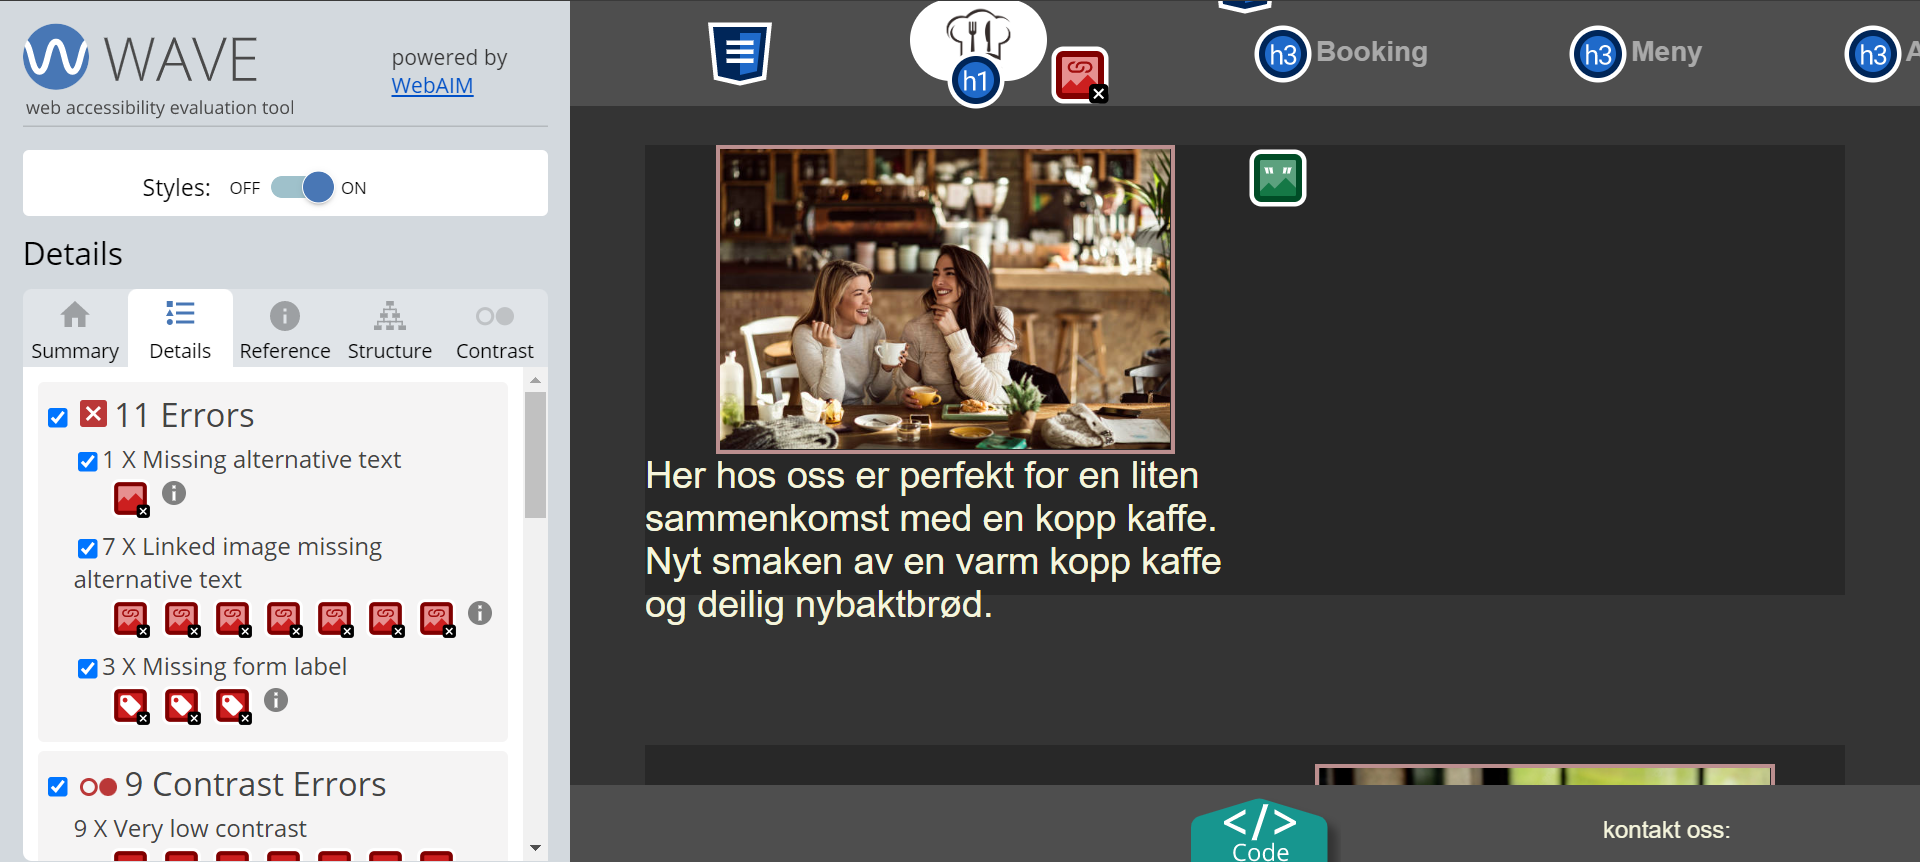 WAVE
web accessibility evaluation tool
powered by
WebAIM
Styles: OFF ON
Details
Summary Details Reference Structure Contrast
11 Errors
1 X Missing alternative text
7 X Linked image missing
alternative text
3 X Missing form label
9 Contrast Errors
9 X Very low contrast
h1
h3 Booking
h3 Meny
h3 A
Her hos oss er perfekt for en liten
sammenkomst med en kopp kaffe.
Nyt smaken av en varm kopp kaffe
og deilig nybaktbrød.
</>
Code
kontakt oss: